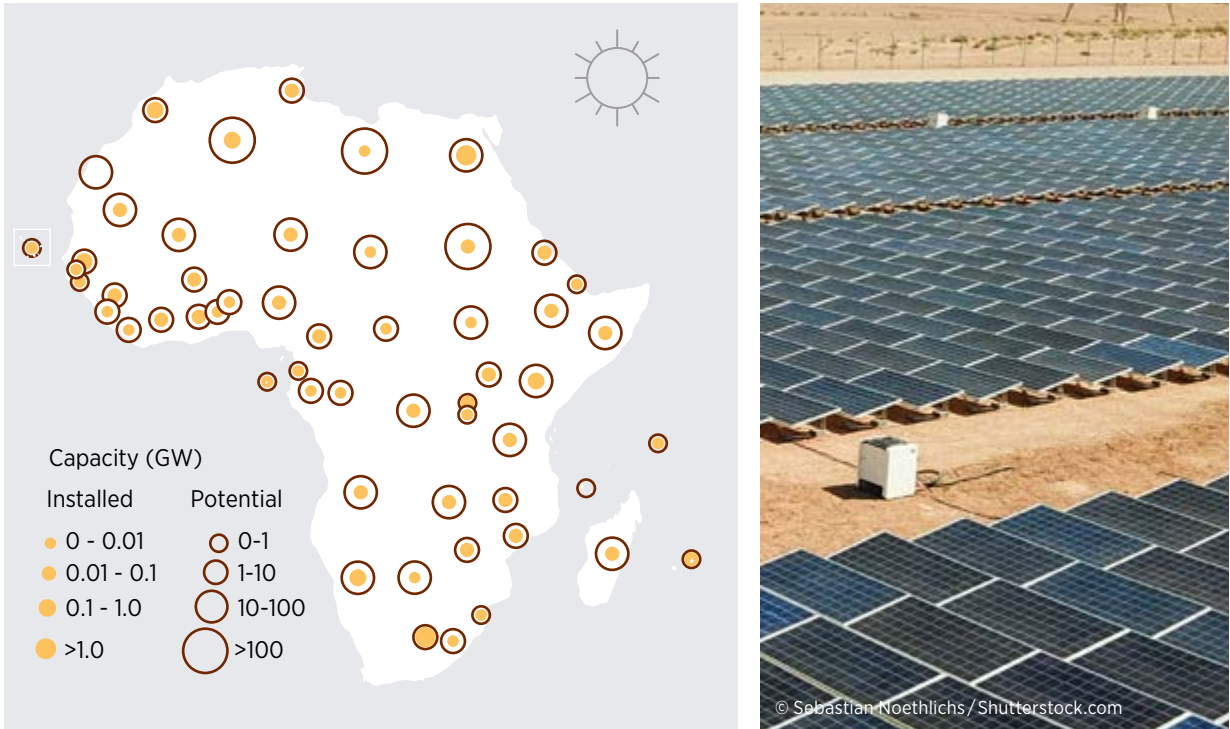 Capacity (GW)
Installed Potential
0 - 0.01 0-1
0.01 - 0.1 1-10
0.1 - 1.0 10-100
>1.0 >100
© Sebastian Noethlichs / Shutterstock.com